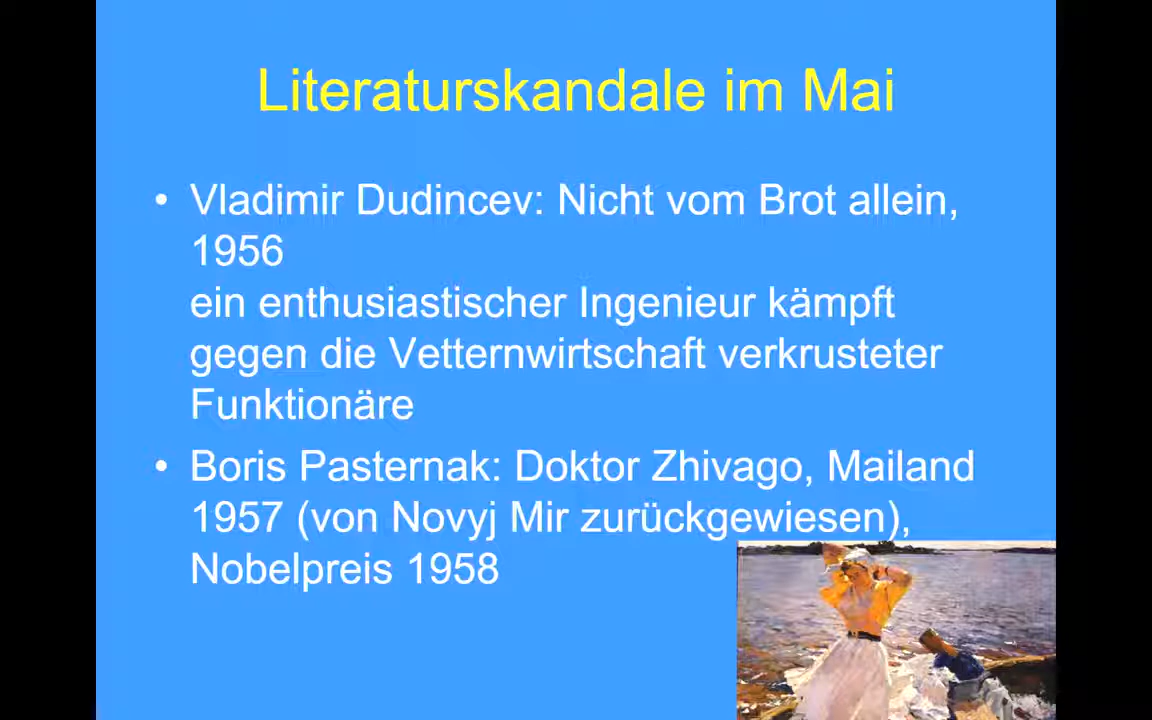 Literaturskandale im Mai
• Vladimir Dudincev: Nicht vom Brot allein,
1956
ein enthusiastischer Ingenieur kämpft
gegen die Vetternwirtschaft verkrusteter
Funktionäre
• Boris Pasternak: Doktor Zhivago, Mailand
1957 (von Novyj Mir zurückgewiesen),
Nobelpreis 1958